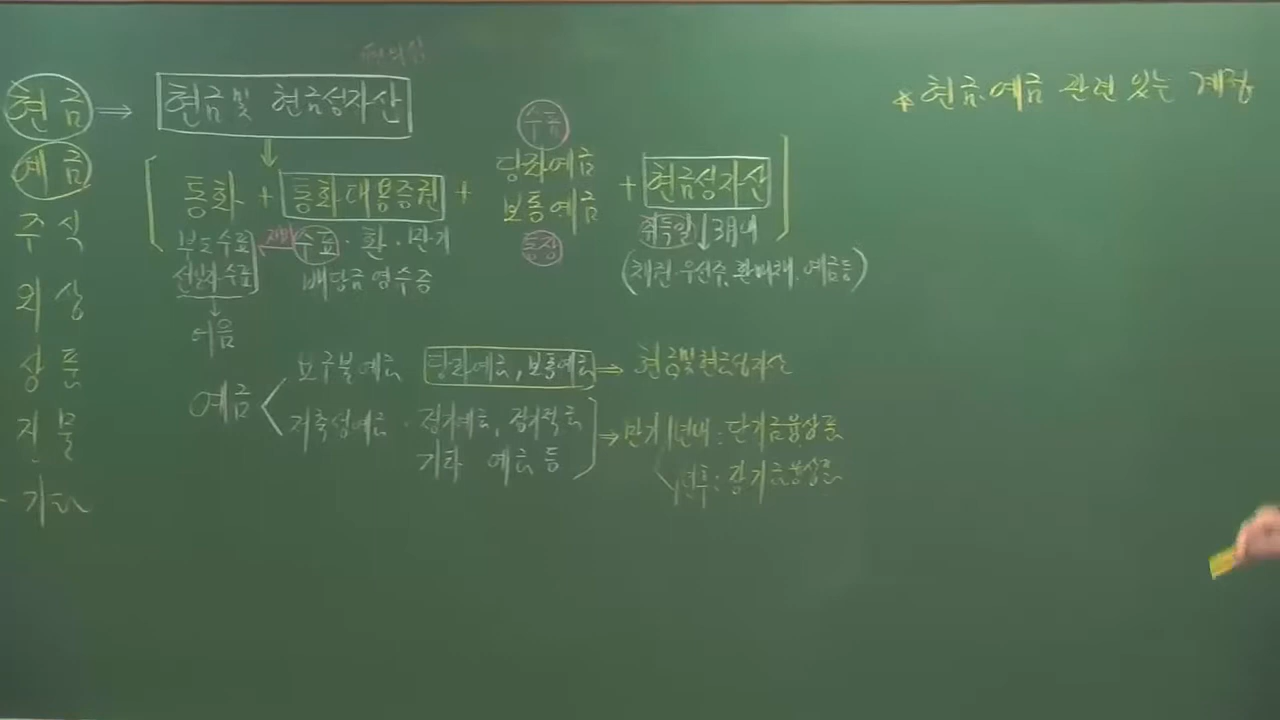 현금
예금
주식
외상
상품
건물
기타
⇒ 현금 및 현금성자산
통화 + 통화대용증권 +
수표
당좌예금
보통예금
통장
+ 현금성자산
취득일 3개월내
(채권·우선주, 환매채, 예금등)
부도수표
선일자수표
어음
제외
수표·환·만기
배당금영수증
예금
요구불예금 당좌예금, 보통예금 ⇒ 현금및현금성자산
저축성예금 · 정기예금, 정기적금
기타 예금 등
⇒ 만기 1년내 : 단기금융상품
1년후 : 장기금융상품
* 현금·예금 관련 있는 계정